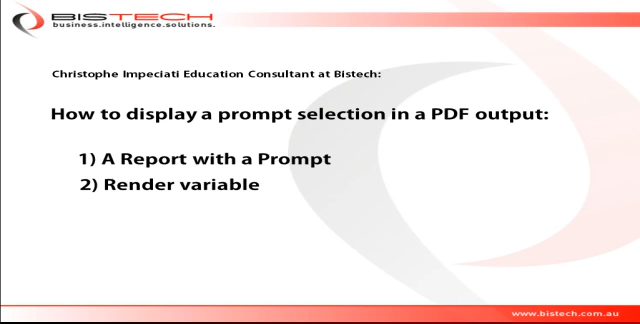 BISTECH
business.intelligence.solutions.
Christophe Impeciati Education Consultant at Bistech:
How to display a prompt selection in a PDF output:
1) A Report with a Prompt
2) Render variable
www.bistech.com.au